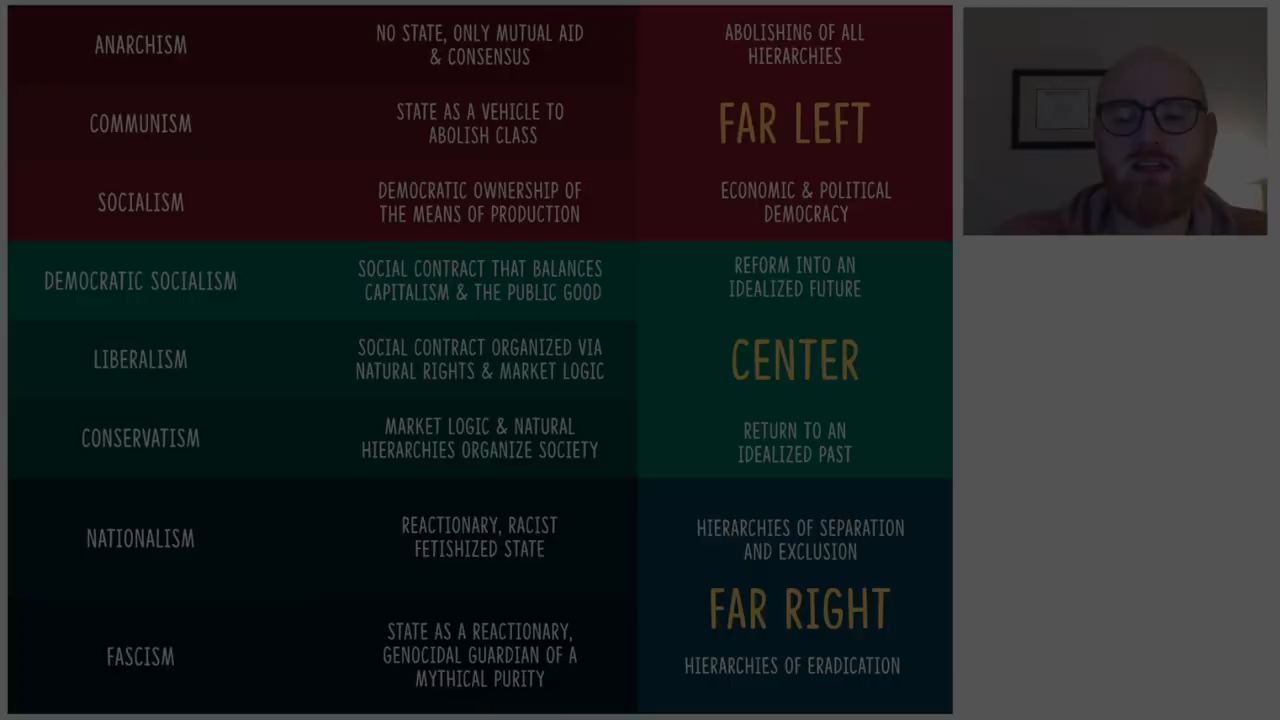 ANARCHISM
NO STATE, ONLY MUTUAL AID
& CONSENSUS
ABOLISHING OF ALL
HIERARCHIES
COMMUNISM
STATE AS A VEHICLE TO
ABOLISH CLASS
FAR LEFT
SOCIALISM
DEMOCRATIC OWNERSHIP OF
THE MEANS OF PRODUCTION
ECONOMIC & POLITICAL
DEMOCRACY
DEMOCRATIC SOCIALISM
SOCIAL CONTRACT THAT BALANCES
CAPITALISM & THE PUBLIC GOOD
REFORM INTO AN
IDEALIZED FUTURE
LIBERALISM
SOCIAL CONTRACT ORGANIZED VIA
NATURAL RIGHTS & MARKET LOGIC
CENTER
CONSERVATISM
MARKET LOGIC & NATURAL
HIERARCHIES ORGANIZE SOCIETY
RETURN TO AN
IDEALIZED PAST
NATIONALISM
REACTIONARY, RACIST
FETISHIZED STATE
HIERARCHIES OF SEPARATION
AND EXCLUSION
FAR RIGHT
FASCISM
STATE AS A REACTIONARY,
GENOCIDAL GUARDIAN OF A
MYTHICAL PURITY
HIERARCHIES OF ERADICATION